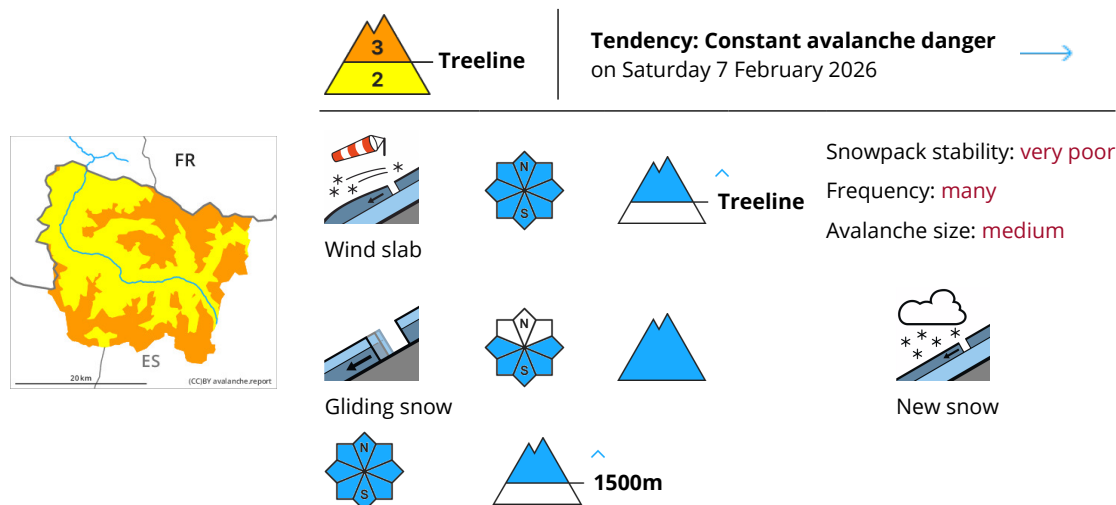 3
2
Treeline
Tendency: Constant avalanche danger
on Saturday 7 February 2026
FR
ES
20 km
(CC)BY avalanche.report
Wind slab
N
S
Treeline
Snowpack stability: very poor
Frequency: many
Avalanche size: medium
Gliding snow
N
S
New snow
N
S
1500m